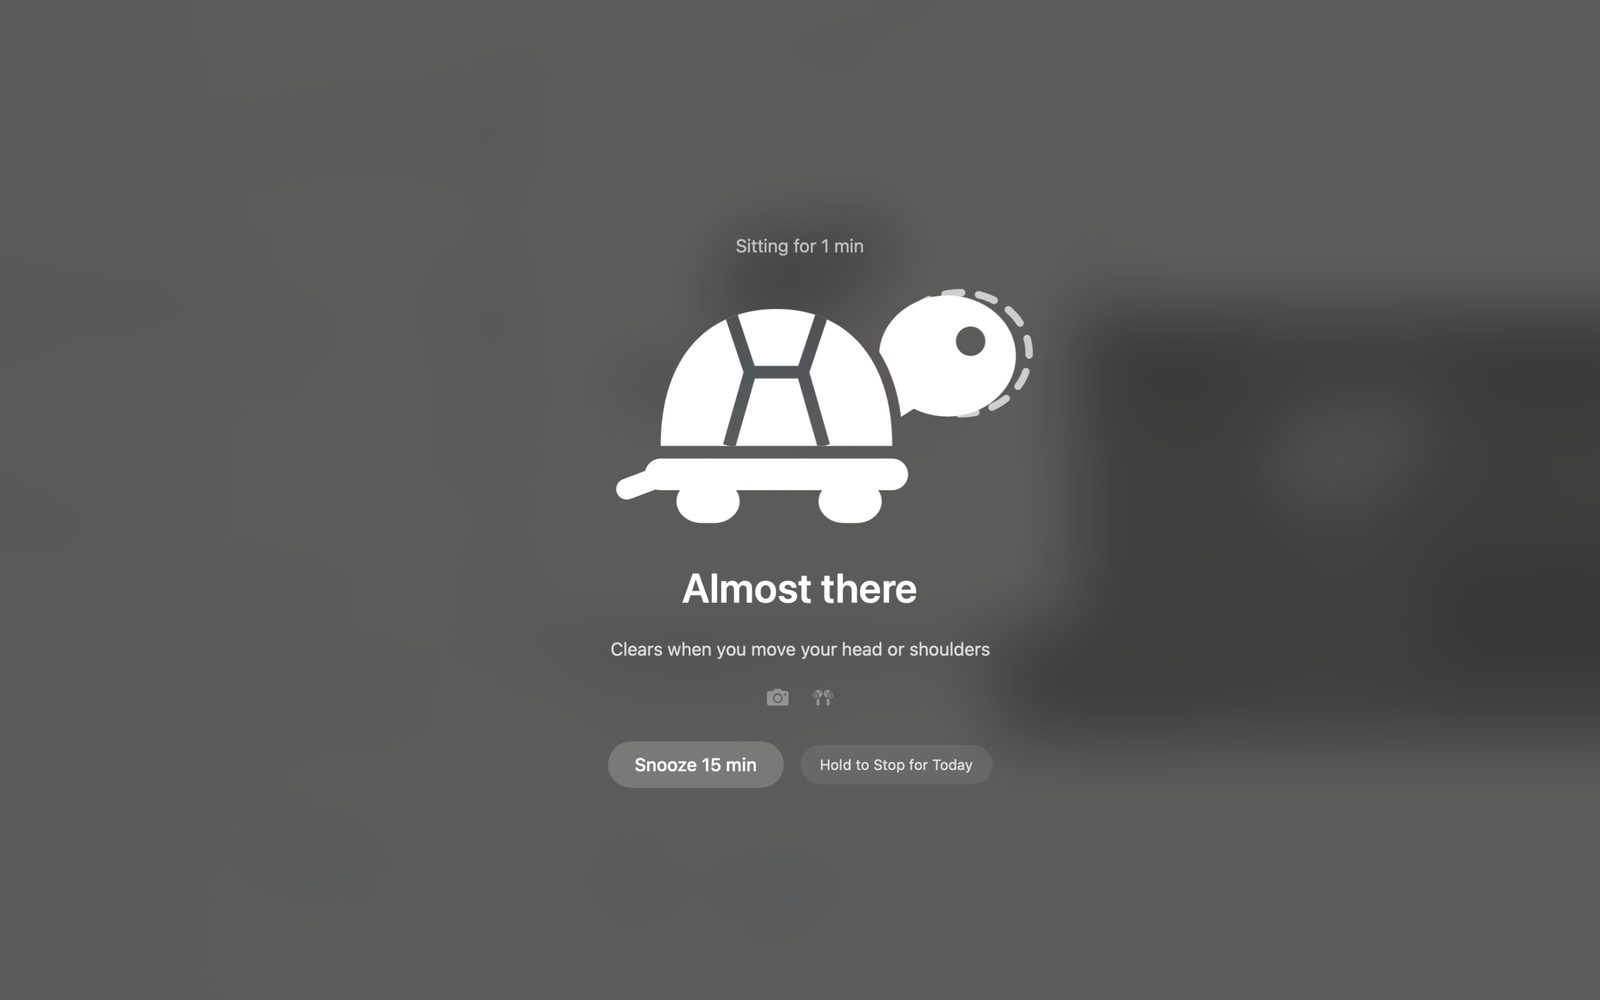 Sitting for 1 min
Almost there
Clears when you move your head or shoulders
Snooze 15 min
Hold to Stop for Today